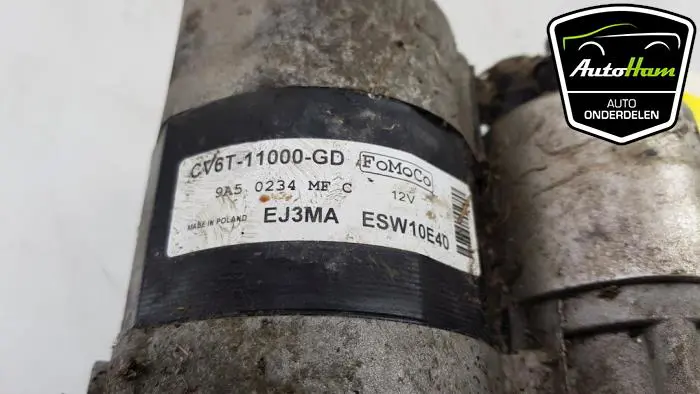 CV6T-11000-GD
FoMoCo
9A5 0234 MF C
12V
MADE IN POLAND
EJ3MA
ESW10E40
AutoHam
AUTO
ONDERDELEN